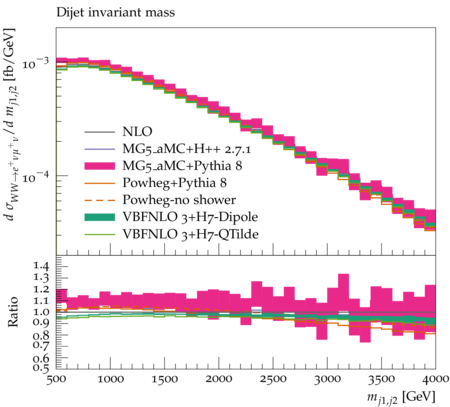 Dijet invariant mass
d σ_{WW→e⁺νμ⁺ν} / d m_{j1,j2} [fb/GeV]
10⁻³
10⁻⁴
NLO
MG5_aMC+H++ 2.7.1
MG5_aMC+Pythia 8
Powheg+Pythia 8
Powheg-no shower
VBFNLO 3+H7-Dipole
VBFNLO 3+H7-QTilde
Ratio
1.4
1.3
1.2
1.1
1.0
0.9
0.8
0.7
0.6
0.5
500 1000 1500 2000 2500 3000 3500 4000
m_{j1,j2} [GeV]